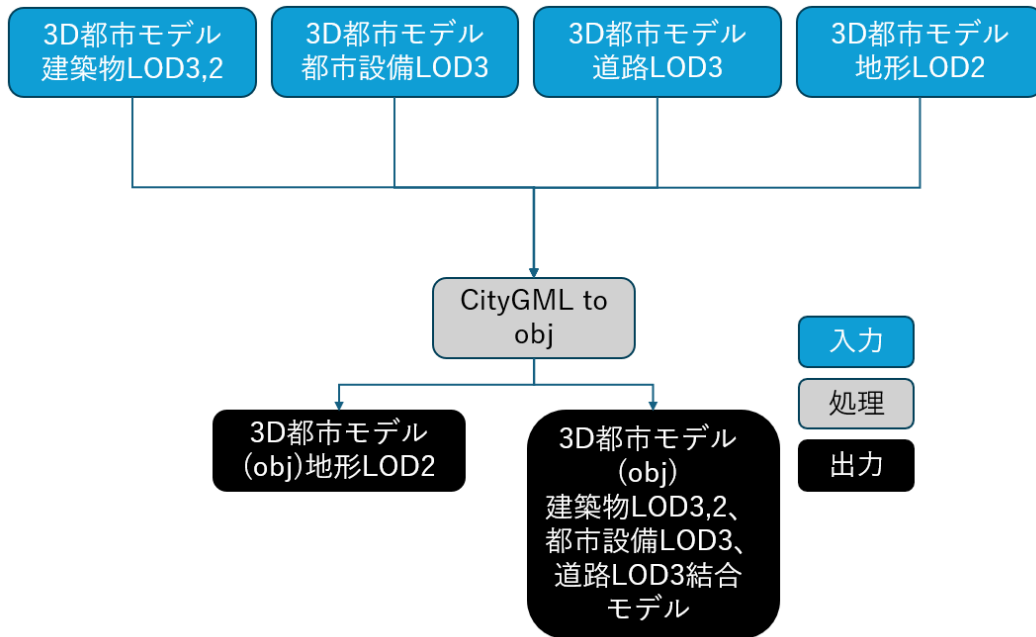 3D都市モデル
建築物LOD3,2
3D都市モデル
都市設備LOD3
3D都市モデル
道路LOD3
3D都市モデル
地形LOD2
CityGML to
obj
入力
処理
出力
3D都市モデル
(obj)地形LOD2
3D都市モデル
(obj)
建築物LOD3,2、
都市設備LOD3、
道路LOD3結合
モデル